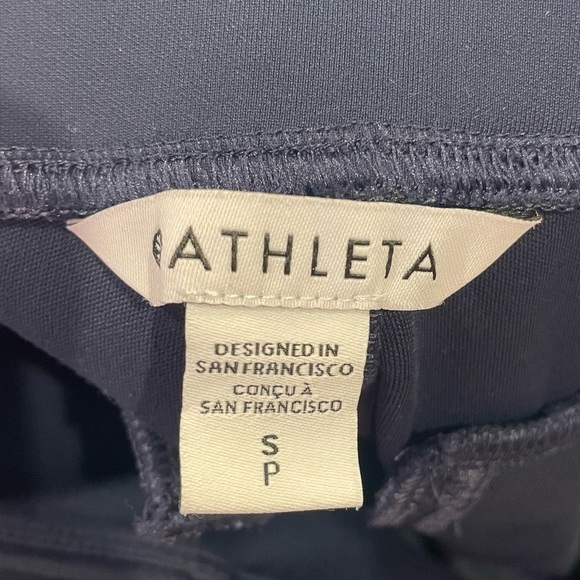 ATHLETA
DESIGNED IN
SAN FRANCISCO
CONÇU À
SAN FRANCISCO
S
P